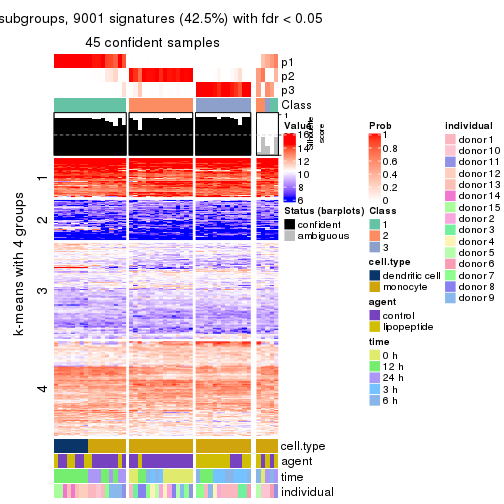 subgroups, 9001 signatures (42.5%) with fdr < 0.05
45 confident samples
p1
p2
p3
Class
1
Silhouette
score
k-means with 4 groups
1
2
3
4
cell.type
agent
time
individual
Value
16
14
12
10
8
6
Status (barplots)
confident
ambiguous
Prob
1
0.8
0.6
0.4
0.2
0
Class
1
2
3
cell.type
dendritic cell
monocyte
agent
control
lipopeptide
time
0 h
12 h
24 h
3 h
6 h
individual
donor 1
donor 10
donor 11
donor 12
donor 13
donor 14
donor 15
donor 2
donor 3
donor 4
donor 5
donor 6
donor 7
donor 8
donor 9